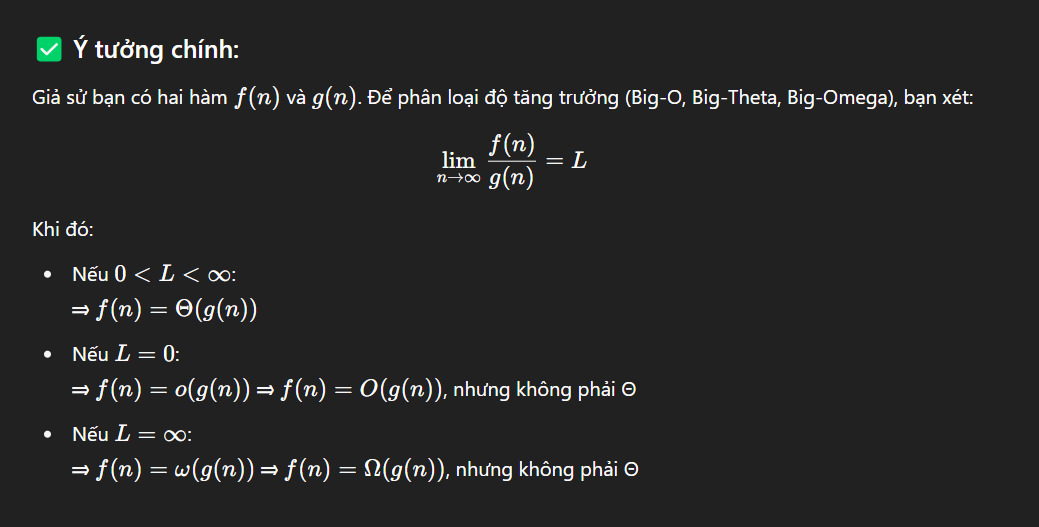 ✅ Ý tưởng chính:
Giả sử bạn có hai hàm f(n) và g(n). Để phân loại độ tăng trưởng (Big-O, Big-Theta, Big-Omega), bạn xét:
lim n→∞ f(n)/g(n) = L
Khi đó:
• Nếu 0 < L < ∞:
⇒ f(n) = Θ(g(n))
• Nếu L = 0:
⇒ f(n) = o(g(n)) ⇒ f(n) = O(g(n)), nhưng không phải Θ
• Nếu L = ∞:
⇒ f(n) = ω(g(n)) ⇒ f(n) = Ω(g(n)), nhưng không phải Θ